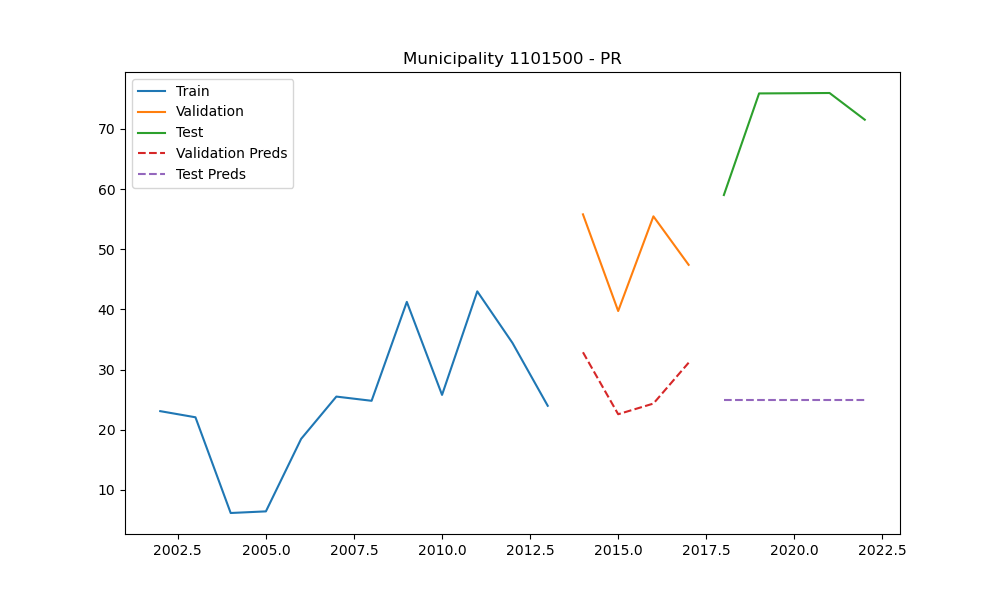 Municipality 1101500 - PR
Train
Validation
Test
Validation Preds
Test Preds
70
60
50
40
30
20
10
2002.5 2005.0 2007.5 2010.0 2012.5 2015.0 2017.5 2020.0 2022.5